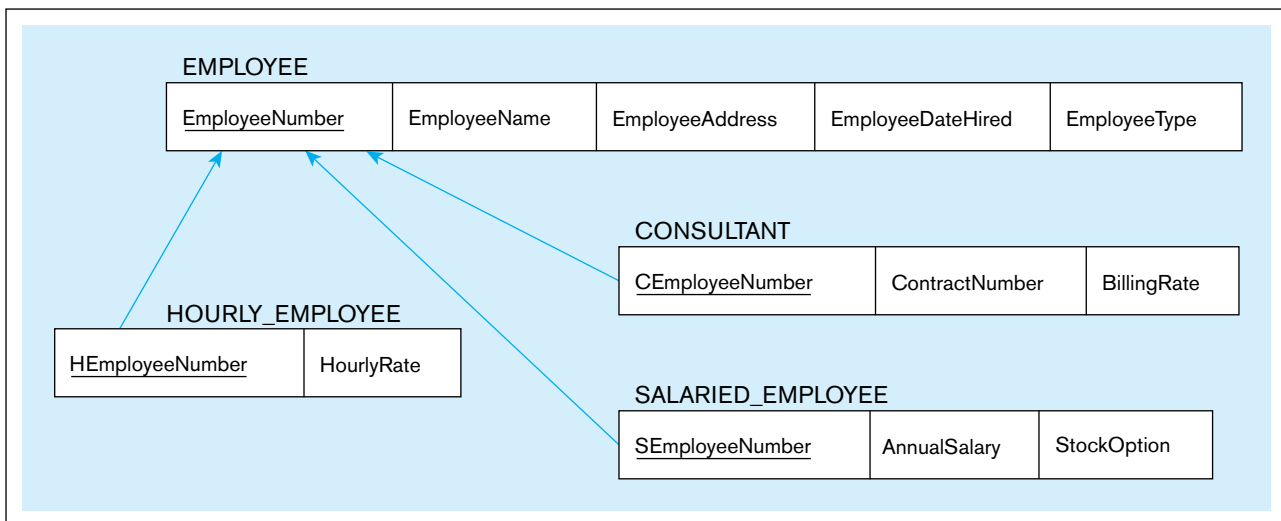 EMPLOYEE
EmployeeNumber EmployeeName EmployeeAddress EmployeeDateHired EmployeeType
CONSULTANT
CEmployeeNumber ContractNumber BillingRate
HOURLY_EMPLOYEE
HEmployeeNumber HourlyRate
SALARIED_EMPLOYEE
SEmployeeNumber AnnualSalary StockOption